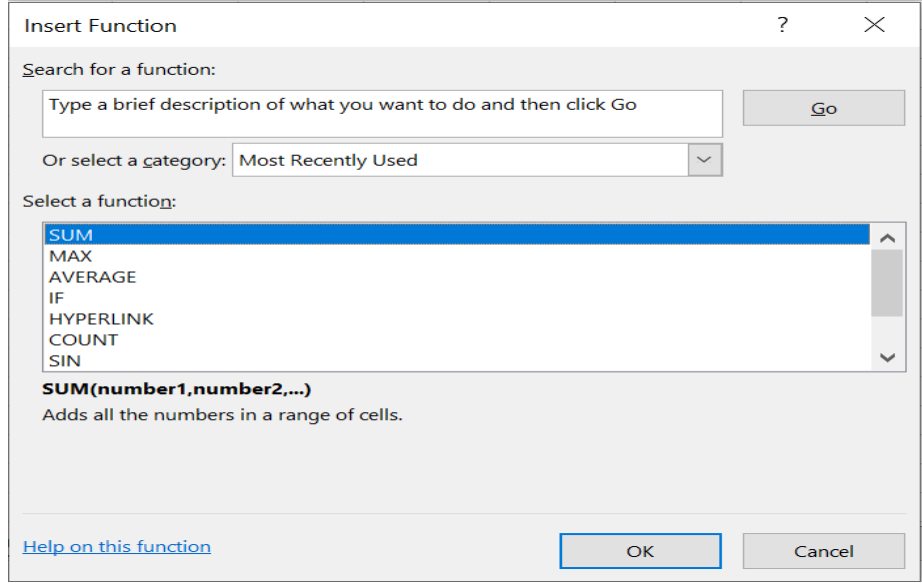 Insert Function ?
Search for a function:
Type a brief description of what you want to do and then click Go
Go
Or select a category: Most Recently Used
Select a function:
SUM
MAX
AVERAGE
IF
HYPERLINK
COUNT
SIN
SUM(number1,number2,...)
Adds all the numbers in a range of cells.
Help on this function
OK
Cancel